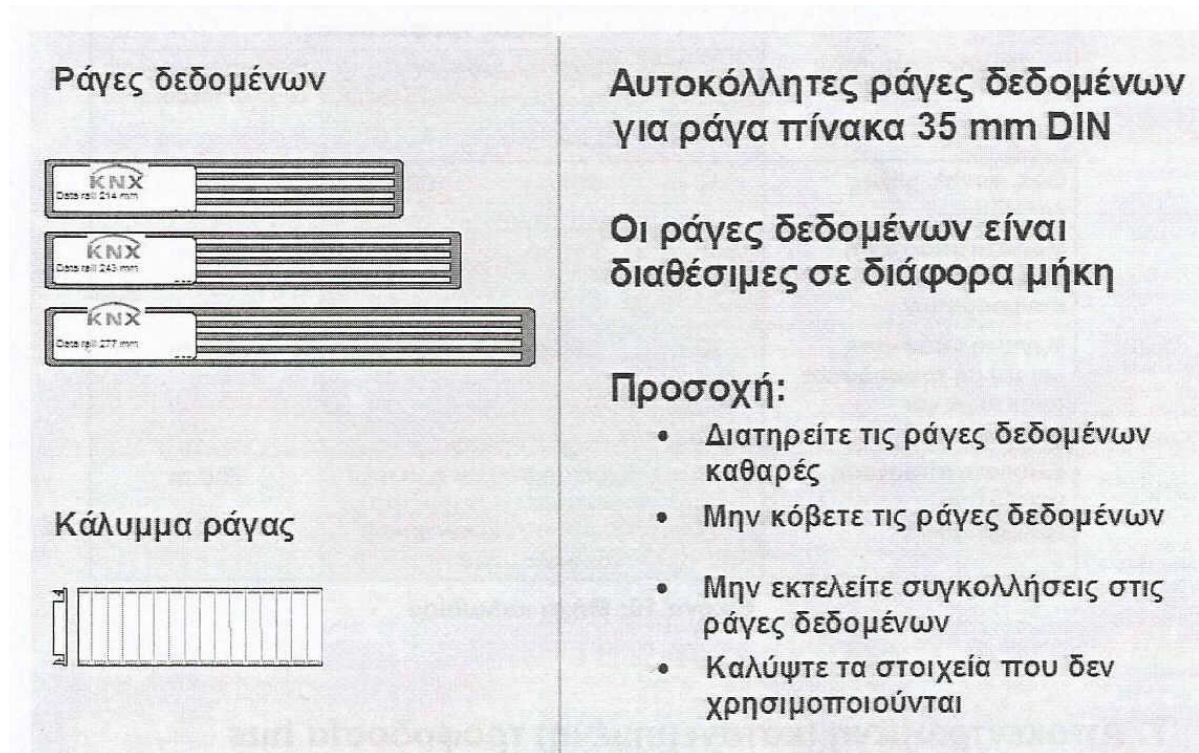 Ράγες δεδομένων
KNX
Data rail 214 mm
KNX
Data rail 243 mm
KNX
Data rail 277 mm
Κάλυμμα ράγας
Αυτοκόλλητες ράγες δεδομένων
για ράγα πίνακα 35 mm DIN
Οι ράγες δεδομένων είναι
διαθέσιμες σε διάφορα μήκη
Προσοχή:
• Διατηρείτε τις ράγες δεδομένων
καθαρές
• Μην κόβετε τις ράγες δεδομένων
• Μην εκτελείτε συγκολλήσεις στις
ράγες δεδομένων
• Καλύψτε τα στοιχεία που δεν
χρησιμοποιούνται